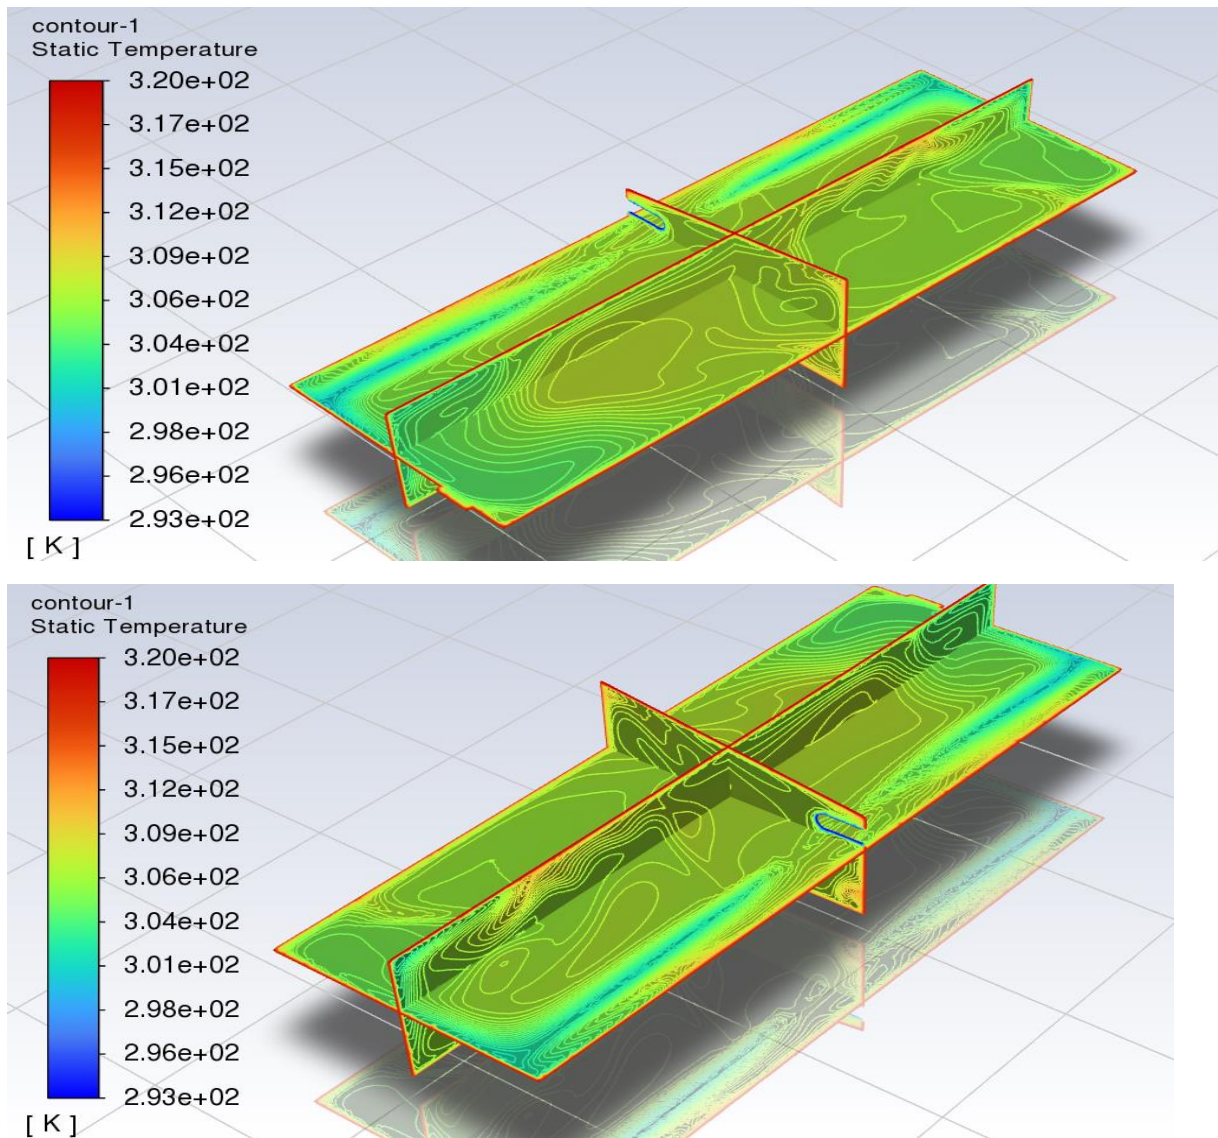 contour-1
Static Temperature
3.20e+02
3.17e+02
3.15e+02
3.12e+02
3.09e+02
3.06e+02
3.04e+02
3.01e+02
2.98e+02
2.96e+02
2.93e+02
[ K ]
contour-1
Static Temperature
3.20e+02
3.17e+02
3.15e+02
3.12e+02
3.09e+02
3.06e+02
3.04e+02
3.01e+02
2.98e+02
2.96e+02
2.93e+02
[ K ]